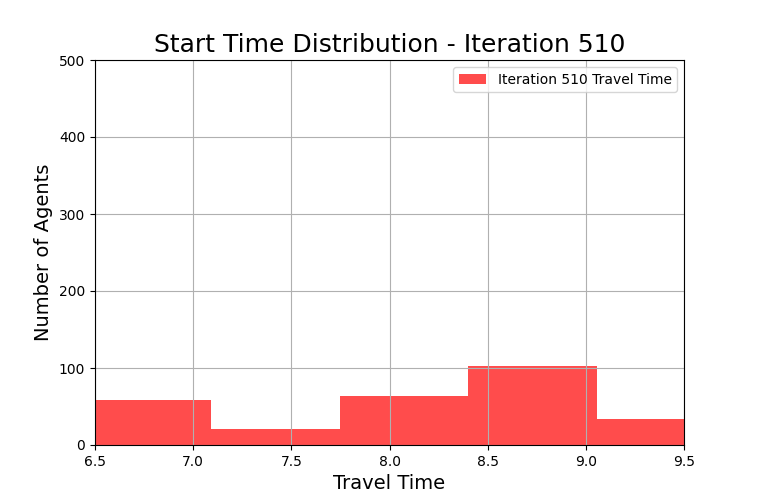 Start Time Distribution - Iteration 510
Iteration 510 Travel Time
Number of Agents
500
400
300
200
100
0
6.5 7.0 7.5 8.0 8.5 9.0 9.5
Travel Time